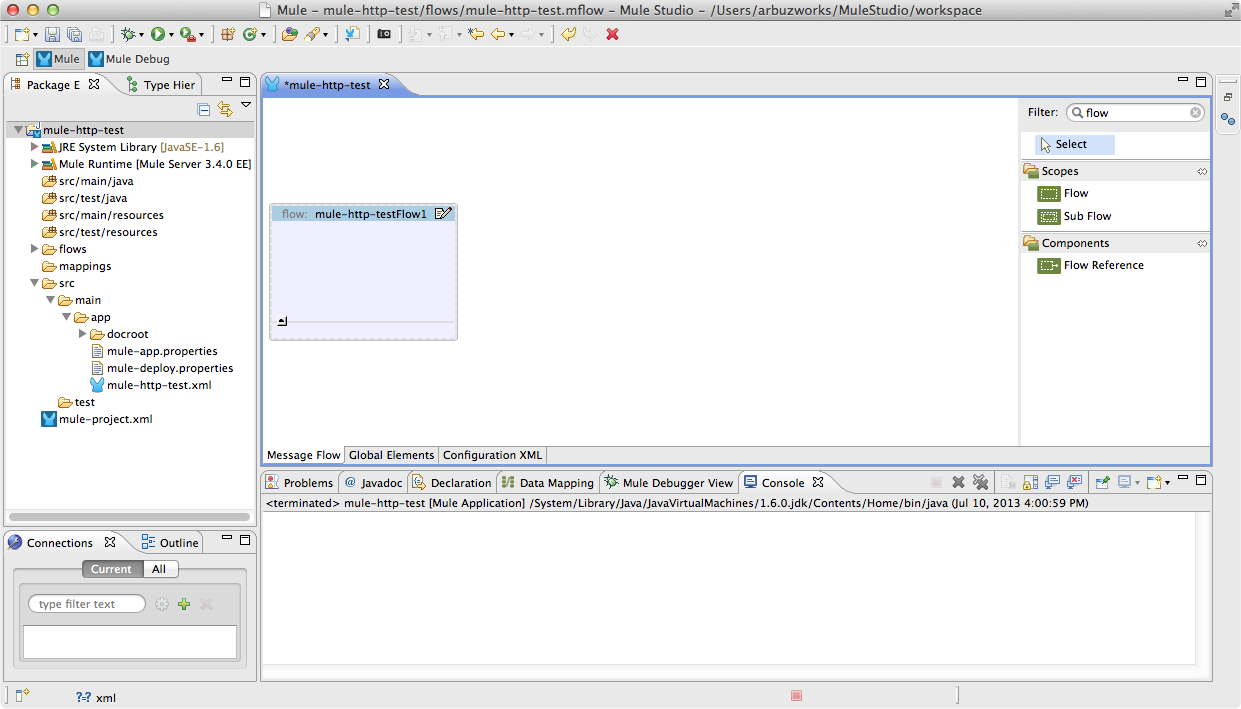 Mule – mule-http-test/flows/mule-http-test.mflow – Mule Studio – /Users/arbuzworks/MuleStudio/workspace
Mule
Mule Debug
Package E
Type Hier
mule-http-test
JRE System Library [JavaSE-1.6]
Mule Runtime [Mule Server 3.4.0 EE]
src/main/java
src/test/java
src/main/resources
src/test/resources
flows
mappings
src
main
app
docroot
mule-app.properties
mule-deploy.properties
mule-http-test.xml
test
mule-project.xml
*mule-http-test
flow: mule-http-testFlow1
Filter: flow
Select
Scopes
Flow
Sub Flow
Components
Flow Reference
Message Flow
Global Elements
Configuration XML
Problems
@ Javadoc
Declaration
Data Mapping
Mule Debugger View
Console
<terminated> mule-http-test [Mule Application] /System/Library/Java/JavaVirtualMachines/1.6.0.jdk/Contents/Home/bin/java (Jul 10, 2013 4:00:59 PM)
Connections
Outline
Current
All
type filter text
?=? xml